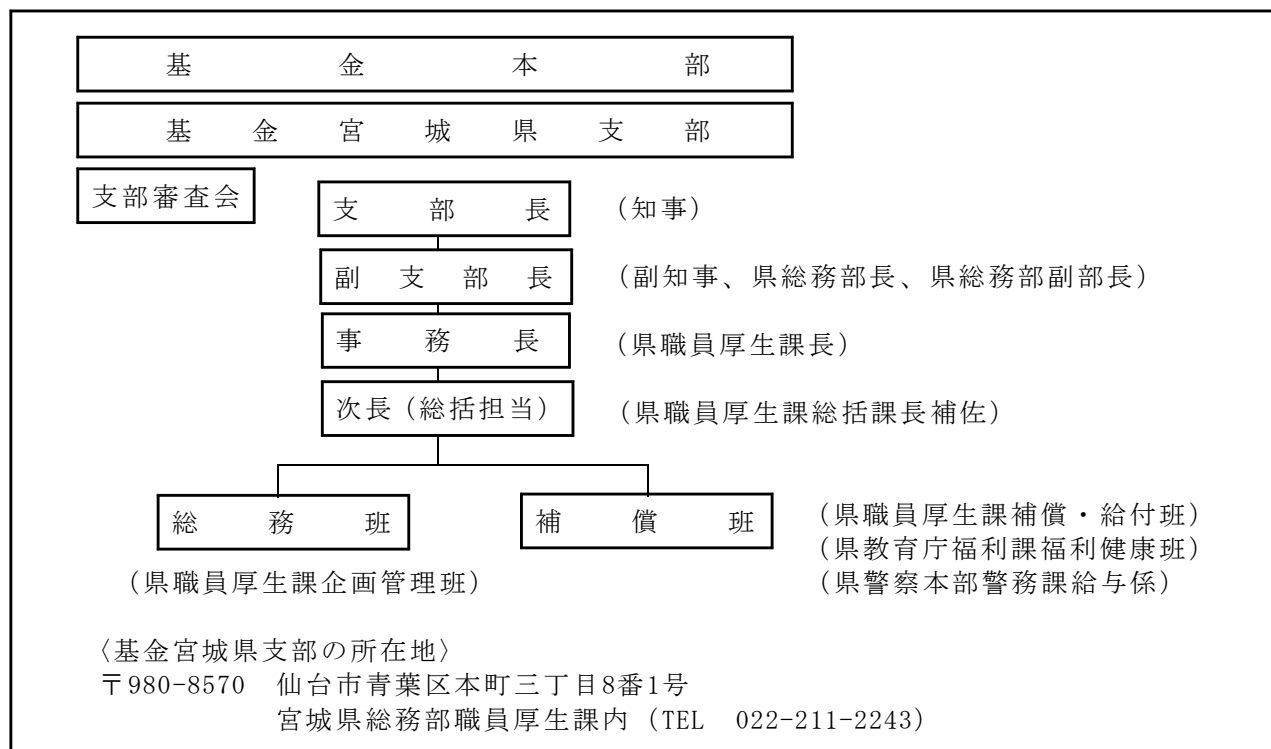 基金本部
基金宮城県支部
支部審査会
支部長 （知事）
副支部長 （副知事、県総務部長、県総務部副部長）
事務長 （県職員厚生課長）
次長（総括担当） （県職員厚生課総括課長補佐）
総務班
（県職員厚生課企画管理班）
補償班
（県職員厚生課補償・給付班）
（県教育庁福利課福利健康班）
（県警察本部警務課給与係）
〈基金宮城県支部の所在地〉
〒980-8570 仙台市青葉区本町三丁目8番1号
宮城県総務部職員厚生課内（TEL 022-211-2243）